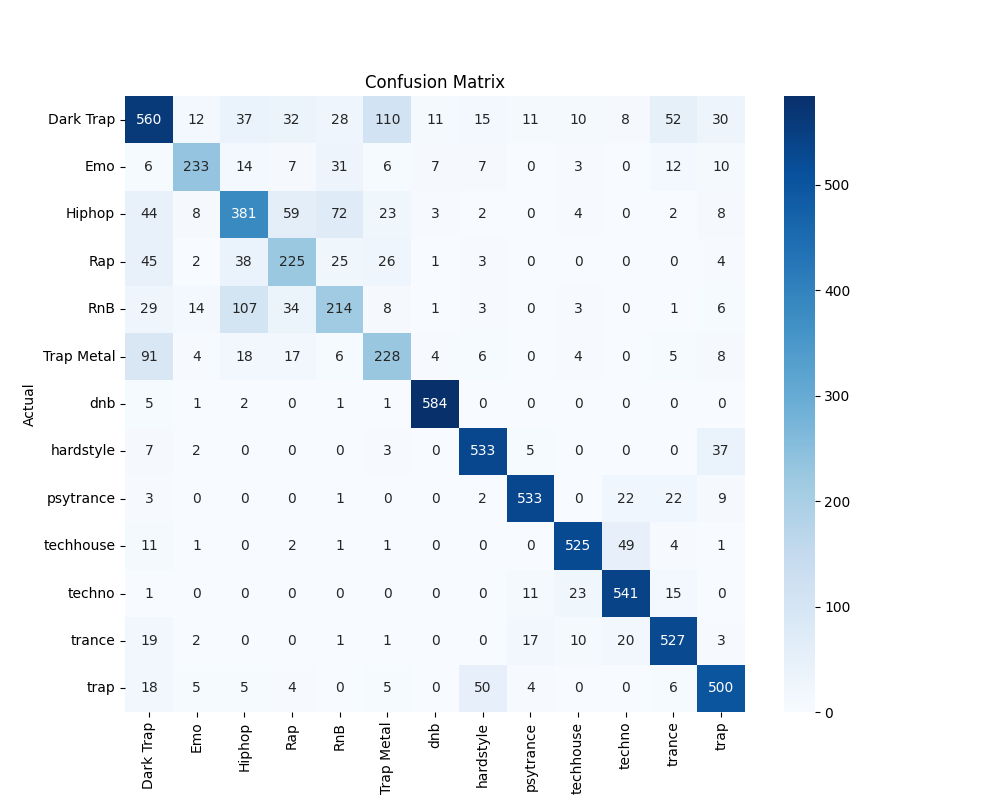 Confusion Matrix
Dark Trap 560 12 37 32 28 110 11 15 11 10 8 52 30
Emo 6 233 14 7 31 6 7 7 0 3 0 12 10
Hiphop 44 8 381 59 72 23 3 2 0 4 0 2 8
Rap 45 2 38 225 25 26 1 3 0 0 0 0 4
RnB 29 14 107 34 214 8 1 3 0 3 0 1 6
Trap Metal 91 4 18 17 6 228 4 6 0 4 0 5 8
dnb 5 1 2 0 1 1 584 0 0 0 0 0 0
hardstyle 7 2 0 0 0 3 0 533 5 0 0 0 37
psytrance 3 0 0 0 1 0 0 2 533 0 22 22 9
techhouse 11 1 0 2 1 1 0 0 0 525 49 4 1
techno 1 0 0 0 0 0 0 0 11 23 541 15 0
trance 19 2 0 0 1 1 0 0 17 10 20 527 3
trap 18 5 5 4 0 5 0 50 4 0 0 6 500
Actual
Dark Trap Emo Hiphop Rap RnB Trap Metal dnb hardstyle psytrance techhouse techno trance trap
500
400
300
200
100
0